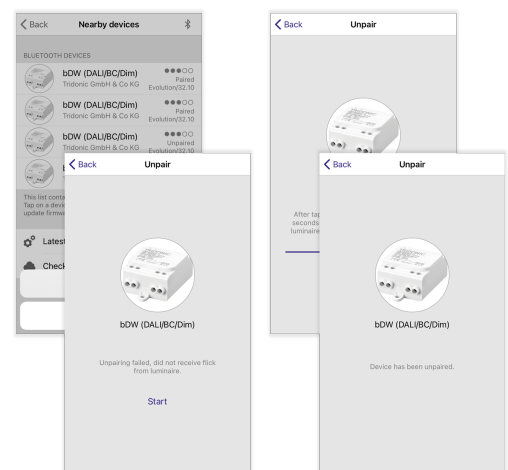 Back Nearby devices
BLUETOOTH DEVICES
bDW (DALI/BC/Dim)
Tridonic GmbH & Co KG
Paired
Evolution/32.10
bDW (DALI/BC/Dim)
Tridonic GmbH & Co KG
Paired
Evolution/32.10
bDW (DALI/BC/Dim)
Tridonic GmbH & Co KG
Unpaired
Evolution/32.10
This list conta
Tap on a devi
update firmwa
Latest
Check
Back Unpair
bDW (DALI/BC/Dim)
Unpairing failed, did not receive flick
from luminaire.
Start
Back Unpair
After tap
seconds
luminaire
Back Unpair
bDW (DALI/BC/Dim)
Device has been unpaired.